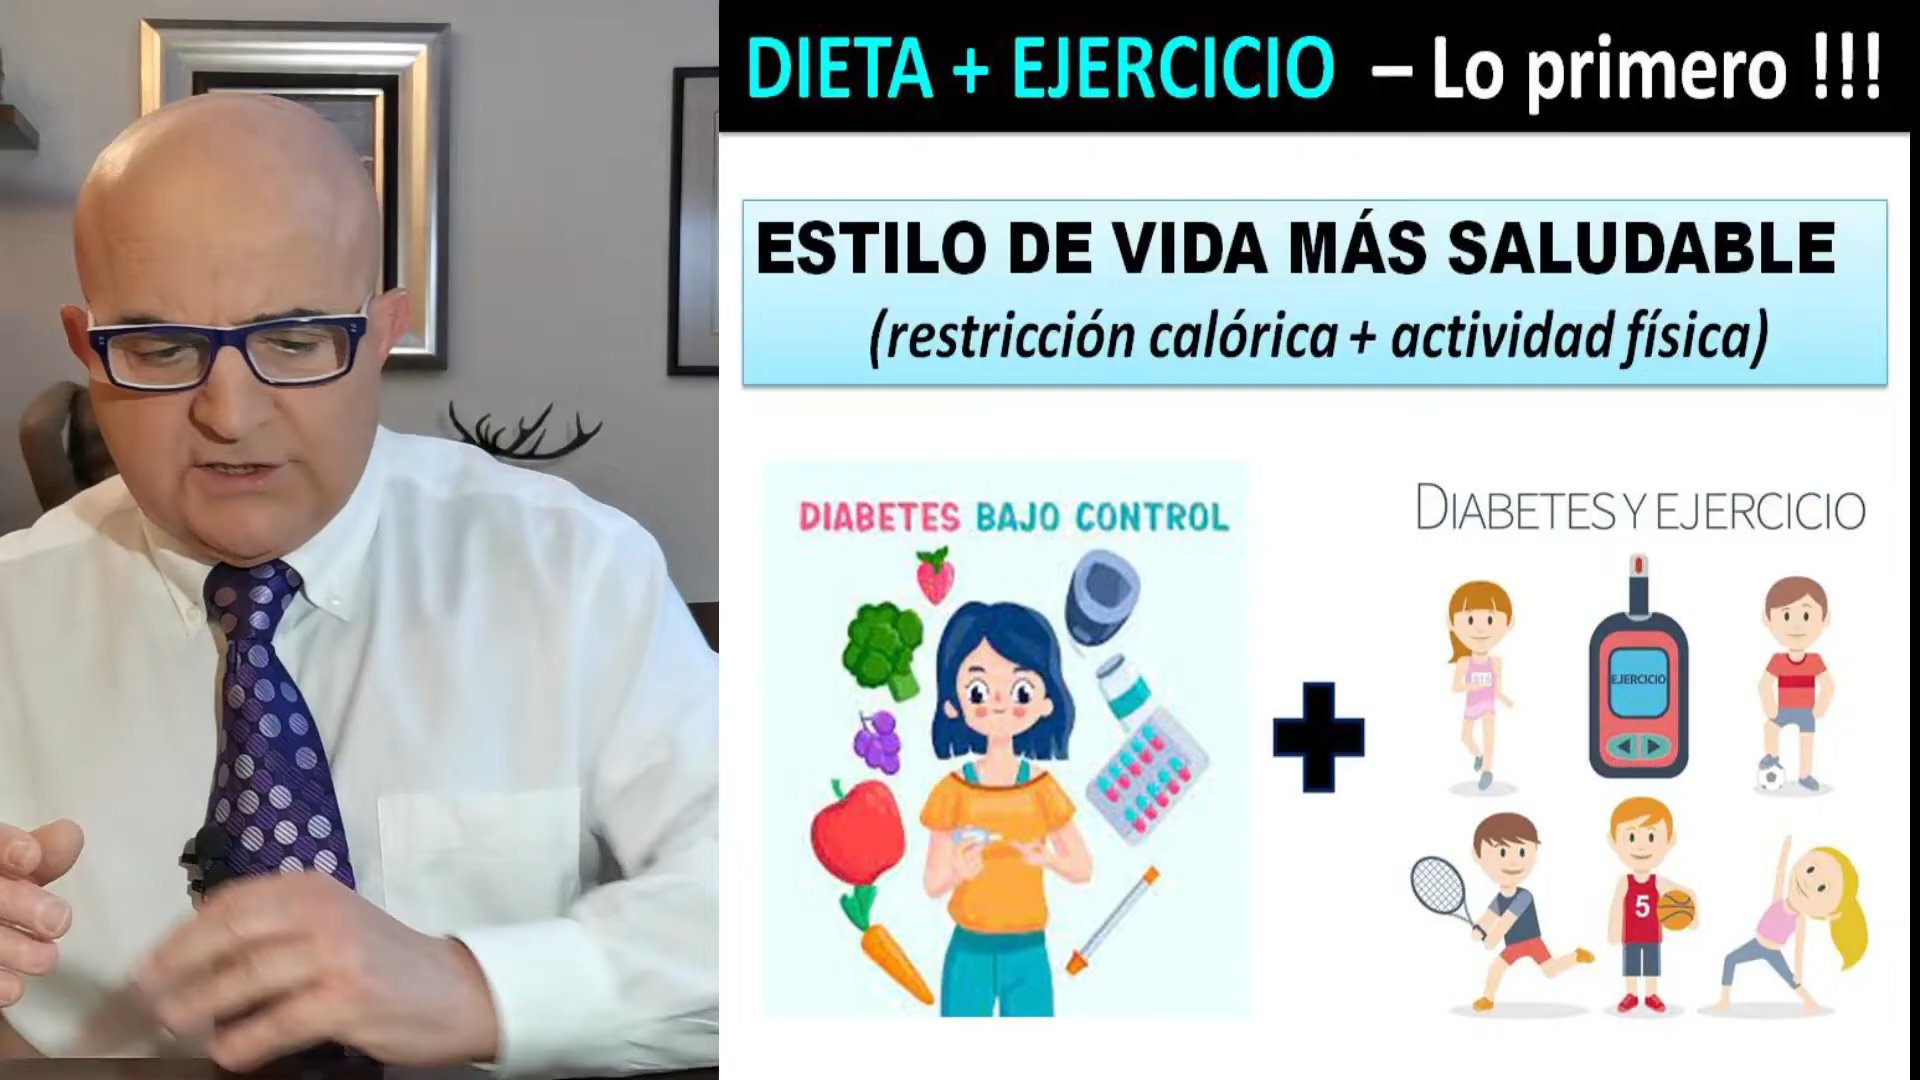 DIETA + EJERCICIO – Lo primero !!!
ESTILO DE VIDA MÁS SALUDABLE
(restricción calórica + actividad física)
DIABETES BAJO CONTROL
DIABETES Y EJERCICIO
EJERCICIO
5